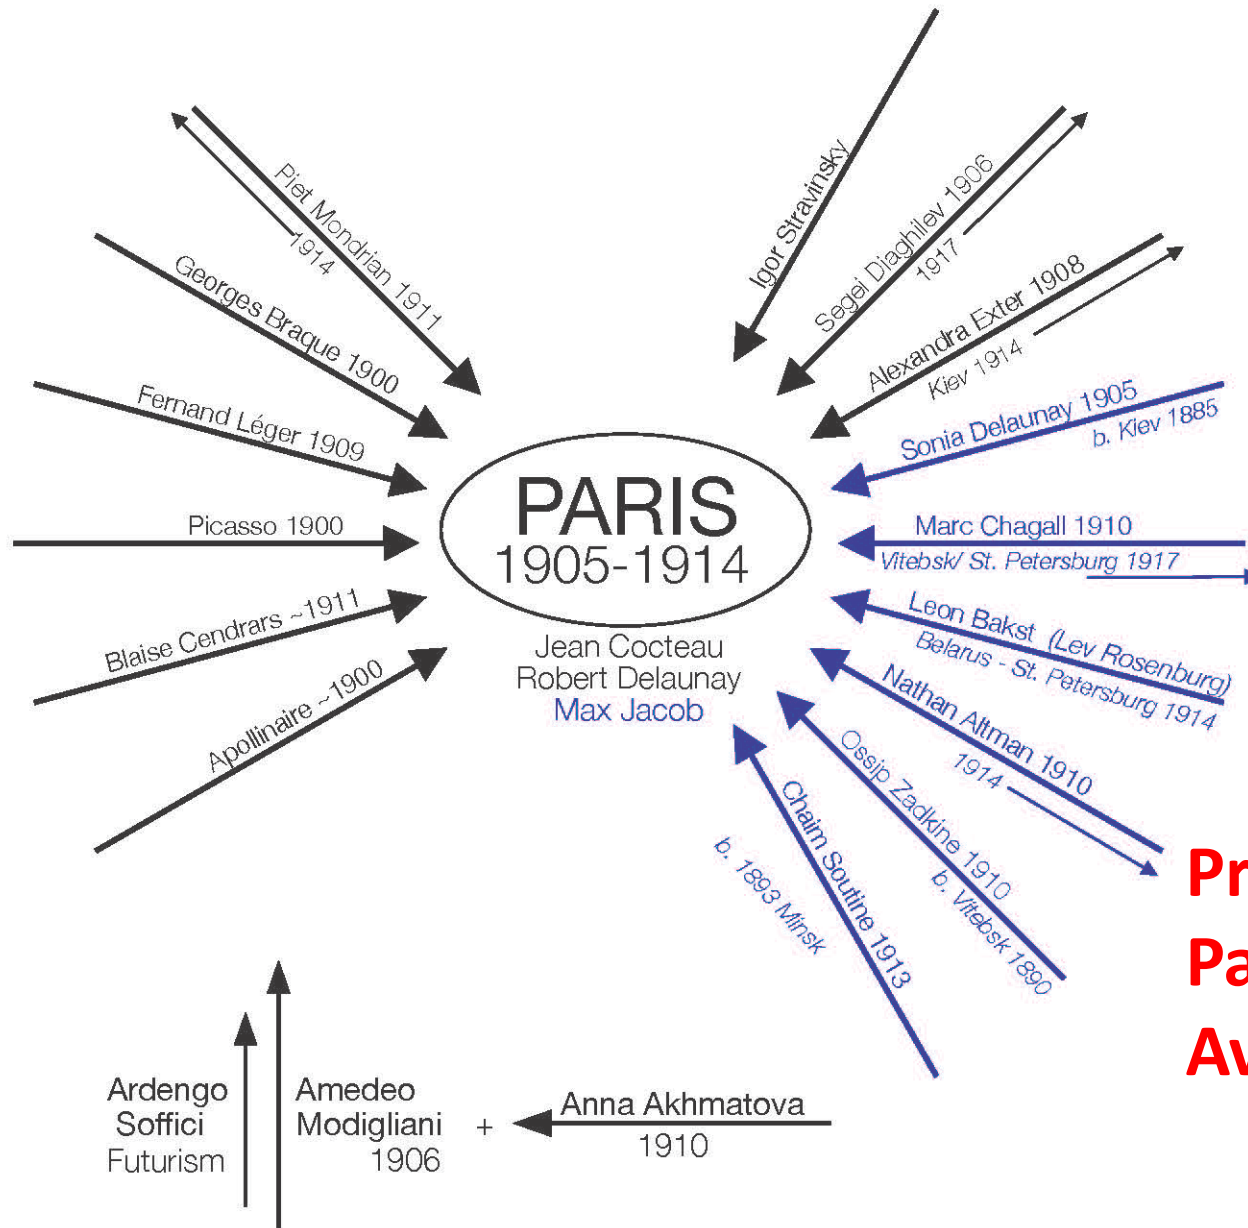 Igor Stravinsky
Segei Diaghilev 1906
1917
Alexandra Exter 1908
Kiev 1914
Piet Mondrian 1911
1914
Georges Braque 1900
Fernand Léger 1909
Picasso 1900
Blaise Cendrars ~1911
Apollinaire ~1900
PARIS
1905-1914
Jean Cocteau
Robert Delaunay
Max Jacob
Sonia Delaunay 1905
b. Kiev 1885
Marc Chagall 1910
Vitebsk/ St. Petersburg 1917
Leon Bakst (Lev Rosenburg)
Belarus - St. Petersburg 1914
Nathan Altman 1910
1914
Ossip Zadkine 1910
b. Vitebsk 1890
Chaim Soutine 1913
b. 1893 Minsk
Pr
Pa
Av
Ardengo
Soffici
Futurism
Amedeo
Modigliani
1906
+
Anna Akhmatova
1910